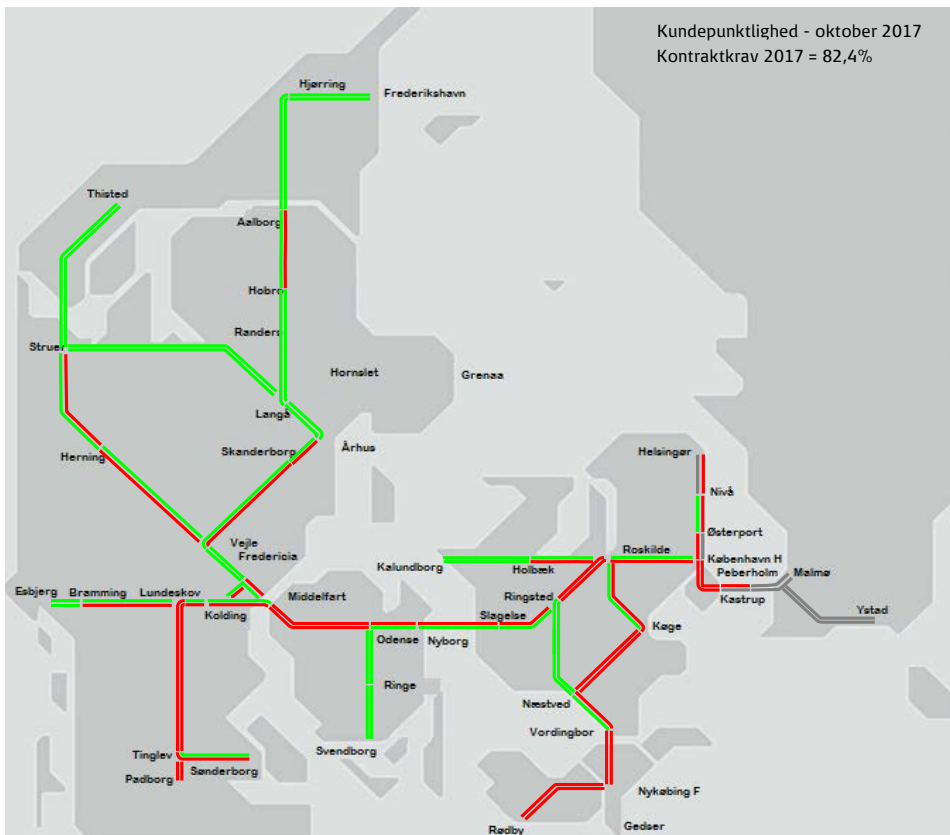 Kundepunktlighed - oktober 2017
Kontraktkrav 2017 = 82,4%
Hjørring
Frederikshavn
Thisted
Aalborg
Hobro
Randers
Struer
Hornslet
Grenaa
Langå
Århus
Skanderborg
Herning
Helsingør
Nivå
Østerport
Vejle
Fredericia
Roskilde
København H
Kalundborg
Holbæk
Peberholm
Malmø
Esbjerg
Bramming
Lundeskov
Middelfart
Ringsted
Kastrup
Kolding
Slagelse
Ystad
Odense
Nyborg
Køge
Ringe
Næstved
Vordingbor
Svendborg
Tinglev
Sønderborg
Padborg
Nykøbing F
Rødby
Gedser